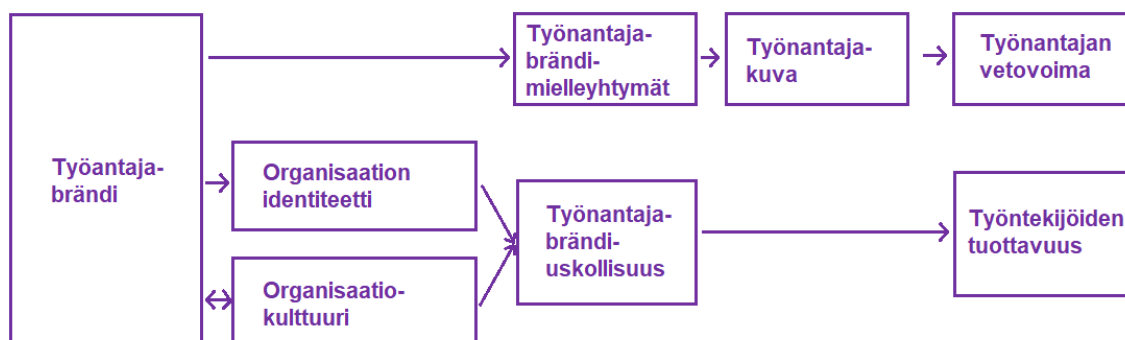 Työnantaja-
brändi-
mielleyhtymät
Työnantaja-
kuva
Työnantajan
vetovoima
Työantaja-
brändi
Organisaation
identiteetti
Työnantaja-
brändi-
uskollisuus
Työntekijöiden
tuottavuus
Organisaatio-
kulttuuri